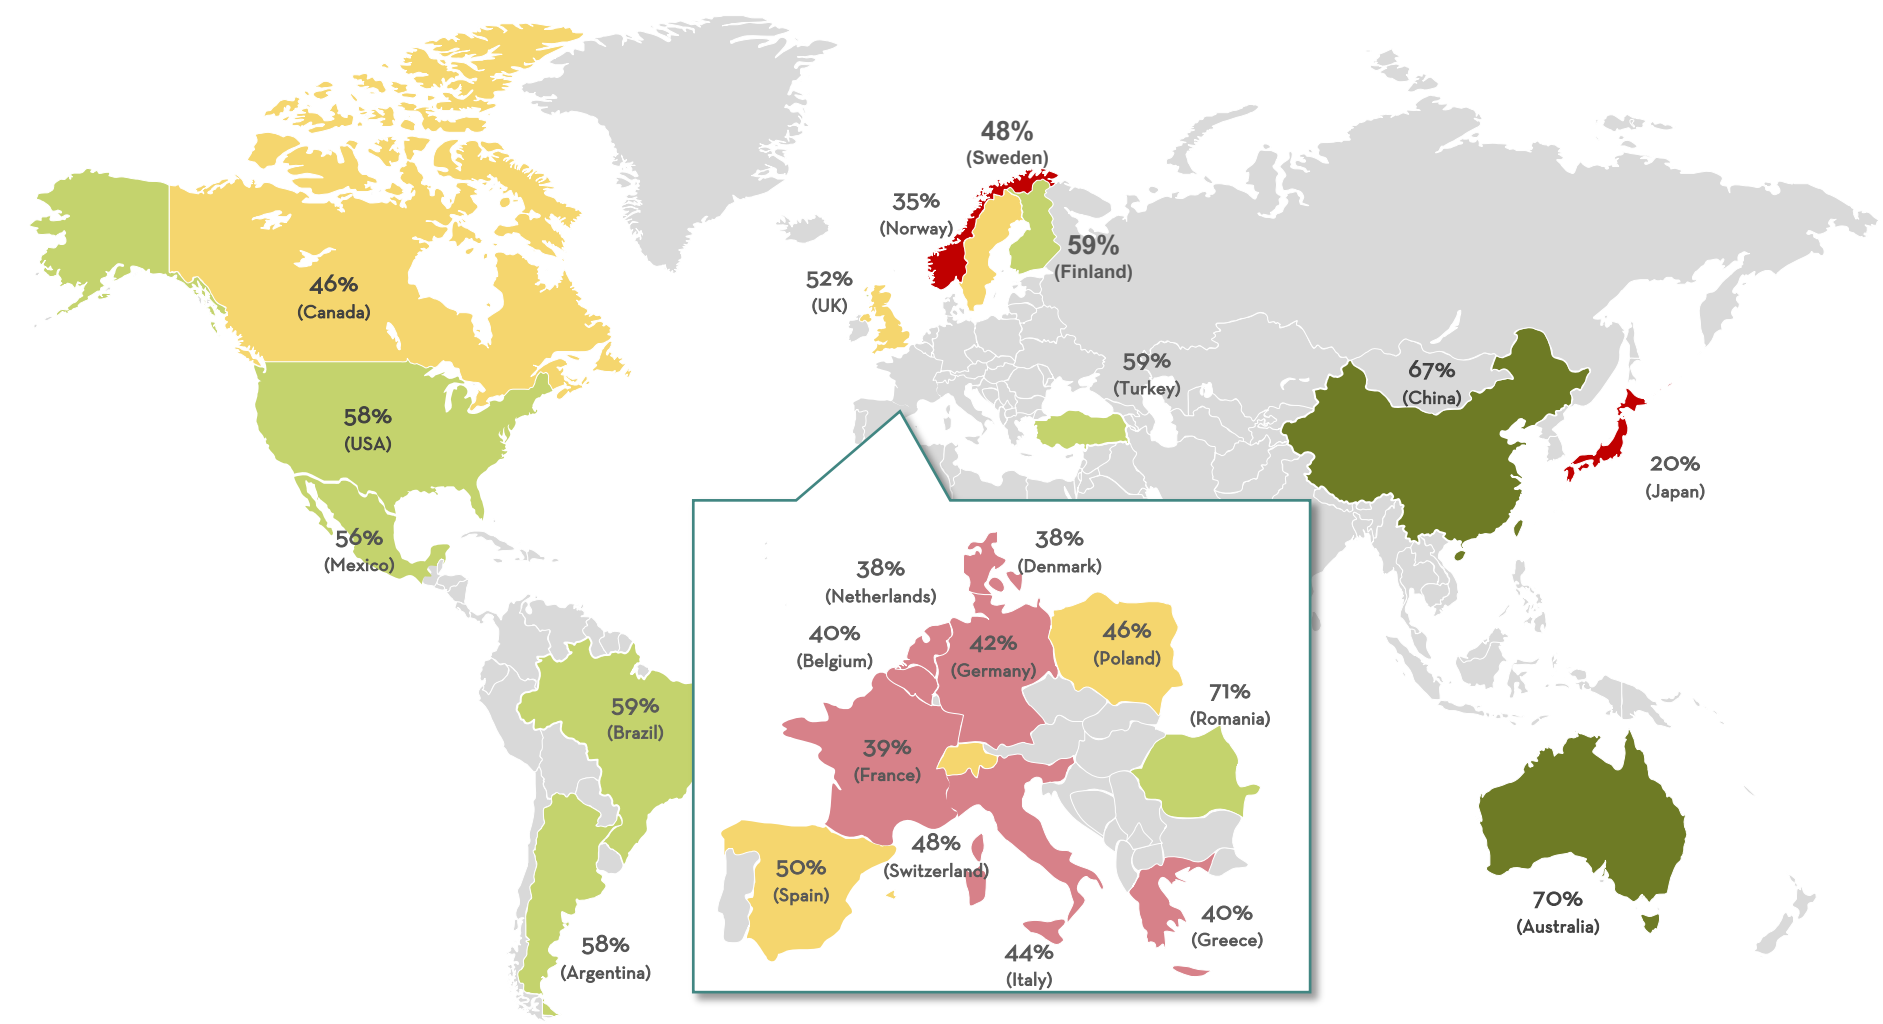 48%
(Sweden)
35%
(Norway)
59%
(Finland)
52%
(UK)
46%
(Canada)
59%
(Turkey)
67%
(China)
58%
(USA)
20%
(Japan)
56%
(Mexico)
38%
(Denmark)
38%
(Netherlands)
40%
(Belgium)
42%
(Germany)
46%
(Poland)
71%
(Romania)
59%
(Brazil)
39%
(France)
48%
(Switzerland)
50%
(Spain)
40%
(Greece)
44%
(Italy)
58%
(Argentina)
70%
(Australia)